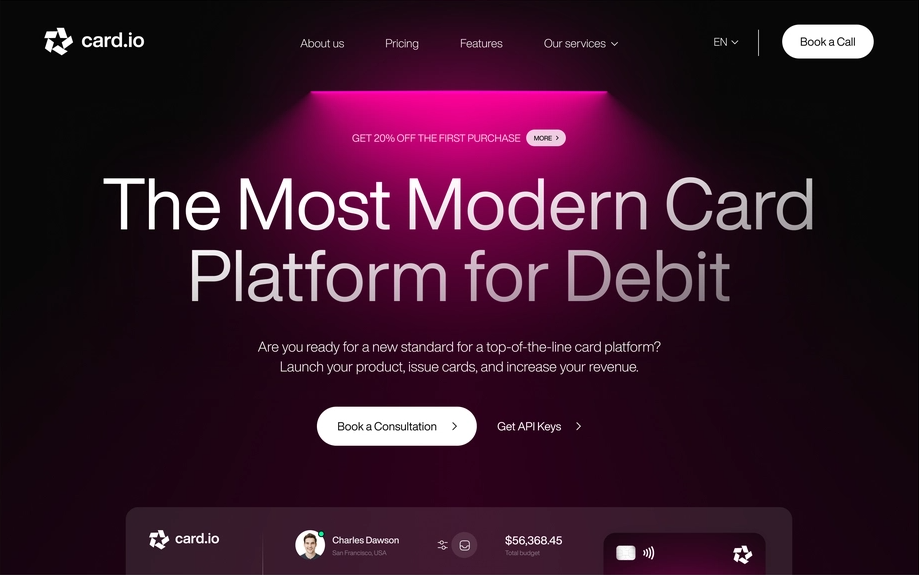 card.io
About us
Pricing
Features
Our services
EN
Book a Call
GET 20% OFF THE FIRST PURCHASE
MORE
The Most Modern Card
Platform for Debit
Are you ready for a new standard for a top-of-the-line card platform?
Launch your product, issue cards, and increase your revenue.
Book a Consultation
Get API Keys
card.io
Charles Dawson
San Francisco, USA
$56,368.45
Total budget